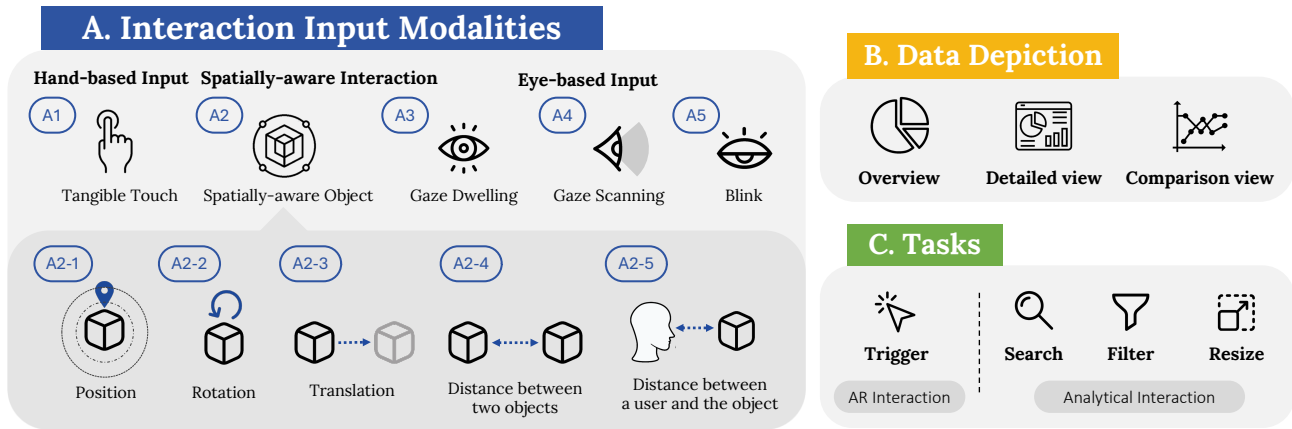 A. Interaction Input Modalities
Hand-based Input
Spatially-aware Interaction
Eye-based Input
A1
A2
A3
A4
A5
Tangible Touch
Spatially-aware Object
Gaze Dwelling
Gaze Scanning
Blink
A2-1
A2-2
A2-3
A2-4
A2-5
Position
Rotation
Translation
Distance between
two objects
Distance between
a user and the object
B. Data Depiction
Overview
Detailed view
Comparison view
C. Tasks
Trigger
Search
Filter
Resize
AR Interaction
Analytical Interaction